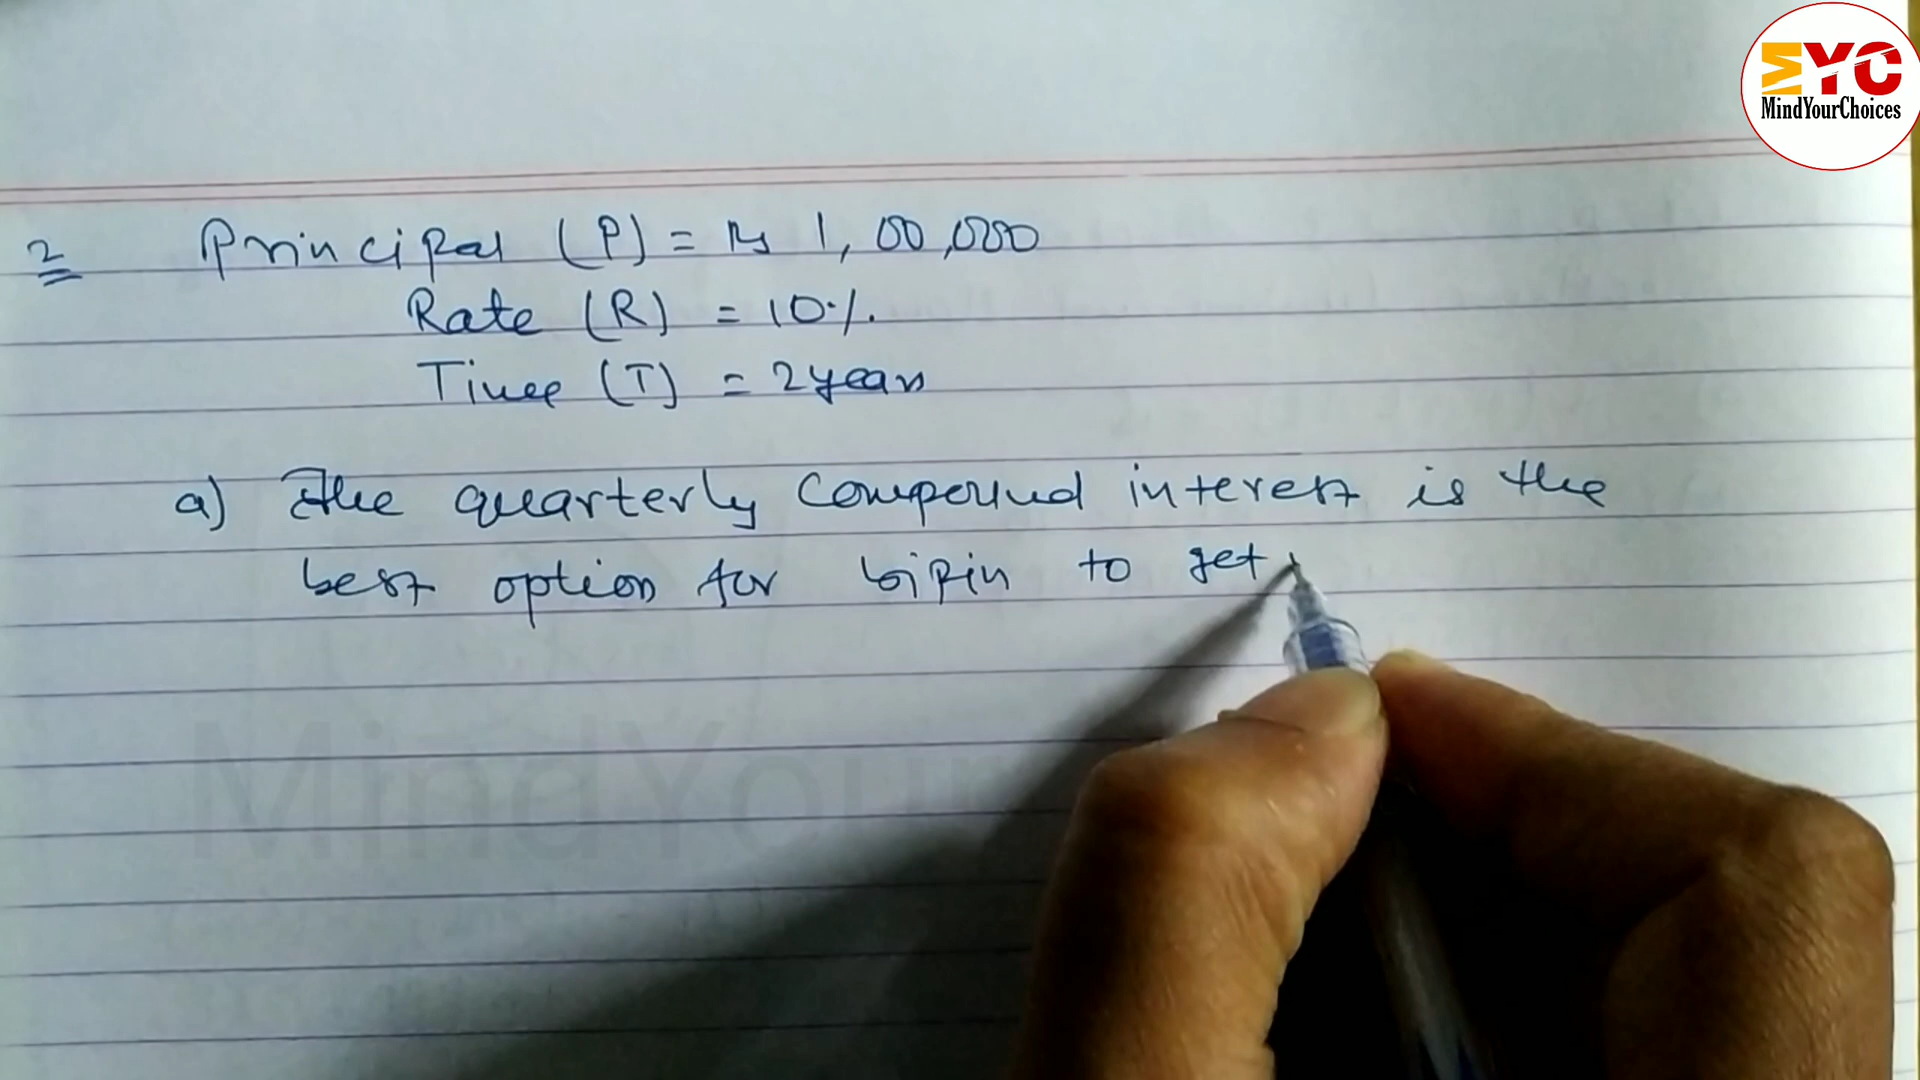 MYC
MindYourChoices
2 Principal (P) = Rs 1,00,000
Rate (R) = 10%.
Time (T) = 2 years
a) The quarterly compound interest is the
best option for bipin to get
MindYour